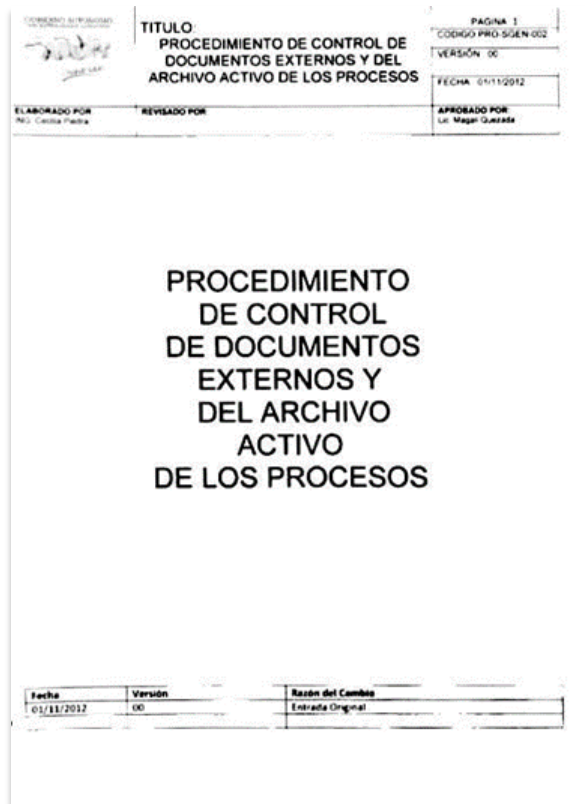 GOBIERNO AUTONOMO
TITULO:
PROCEDIMIENTO DE CONTROL DE
DOCUMENTOS EXTERNOS Y DEL
ARCHIVO ACTIVO DE LOS PROCESOS
PAGINA 1
CODIGO PRO-SGEN-002
VERSIÓN 00
FECHA 01/11/2012
ELABORADO POR
ING. Cecilia Piedra
REVISADO POR
APROBADO POR
Lic. Magali Quezada
PROCEDIMIENTO
DE CONTROL
DE DOCUMENTOS
EXTERNOS Y
DEL ARCHIVO
ACTIVO
DE LOS PROCESOS
Fecha Versión Razón del Cambio
01/11/2012 00 Entrada Original